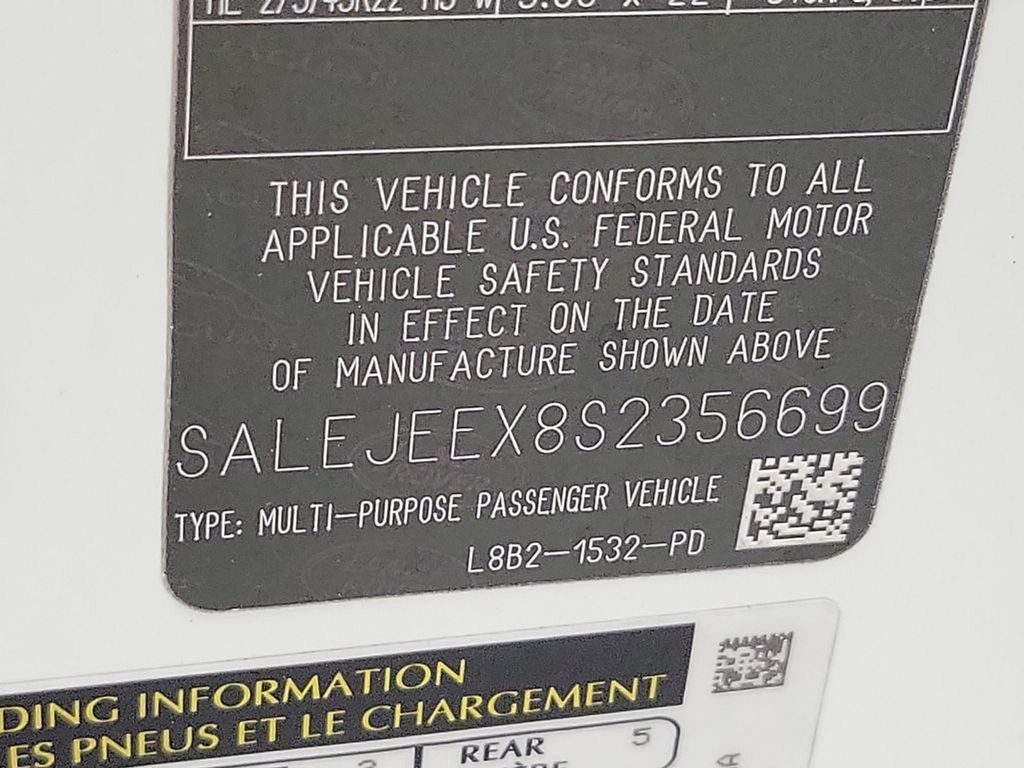 THIS VEHICLE CONFORMS TO ALL
APPLICABLE U.S. FEDERAL MOTOR
VEHICLE SAFETY STANDARDS
IN EFFECT ON THE DATE
OF MANUFACTURE SHOWN ABOVE
SALEJEEX8S2356699
TYPE: MULTI-PURPOSE PASSENGER VEHICLE
L8B2-1532-PD
DING INFORMATION
ES PNEUS ET LE CHARGEMENT
REAR 5